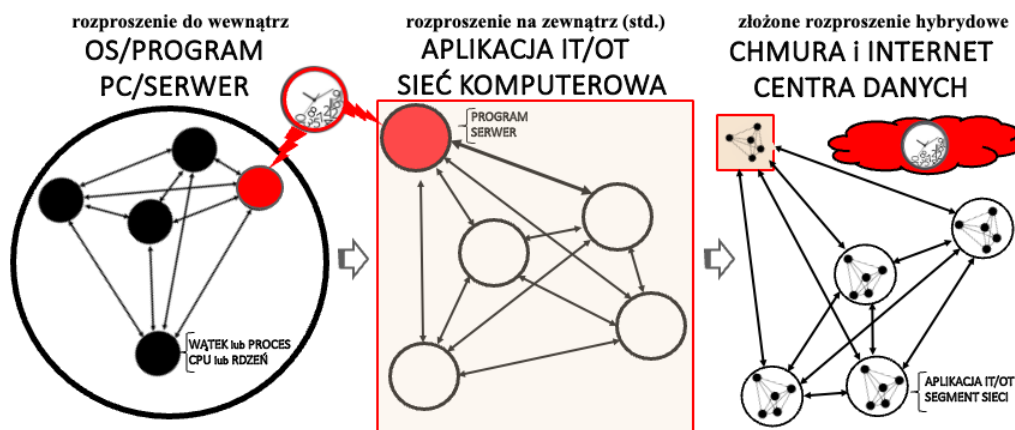 rozproszenie do wewnątrz
OS/PROGRAM
PC/SERWER
WĄTEK lub PROCES
CPU lub RDZEŃ
rozproszenie na zewnątrz (std.)
APLIKACJA IT/OT
SIEĆ KOMPUTEROWA
PROGRAM
SERWER
złożone rozproszenie hybrydowe
CHMURA i INTERNET
CENTRA DANYCH
APLIKACJA IT/OT
SEGMENT SIECI